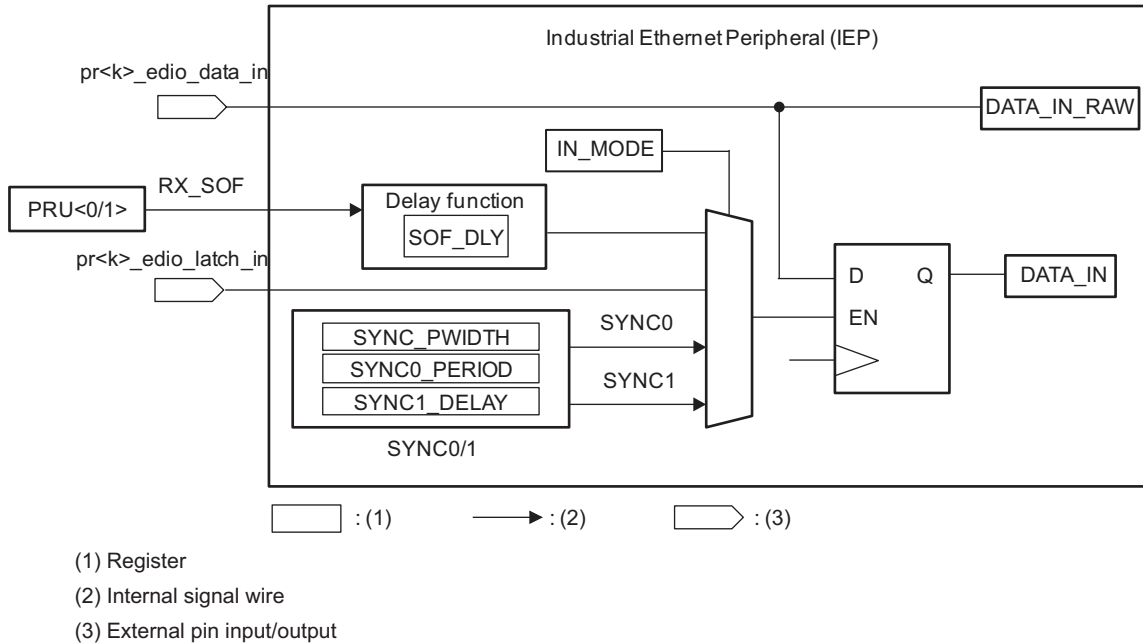 Industrial Ethernet Peripheral (IEP)
pr<k>_edio_data_in
DATA_IN_RAW
IN_MODE
RX_SOF
Delay function
PRU<0/1>
SOF_DLY
pr<k>_edio_latch_in
D
Q
DATA_IN
EN
SYNC0
SYNC_PWIDTH
SYNC0_PERIOD
SYNC1
SYNC1_DELAY
SYNC0/1
: (1)
: (2)
: (3)
(1) Register
(2) Internal signal wire
(3) External pin input/output